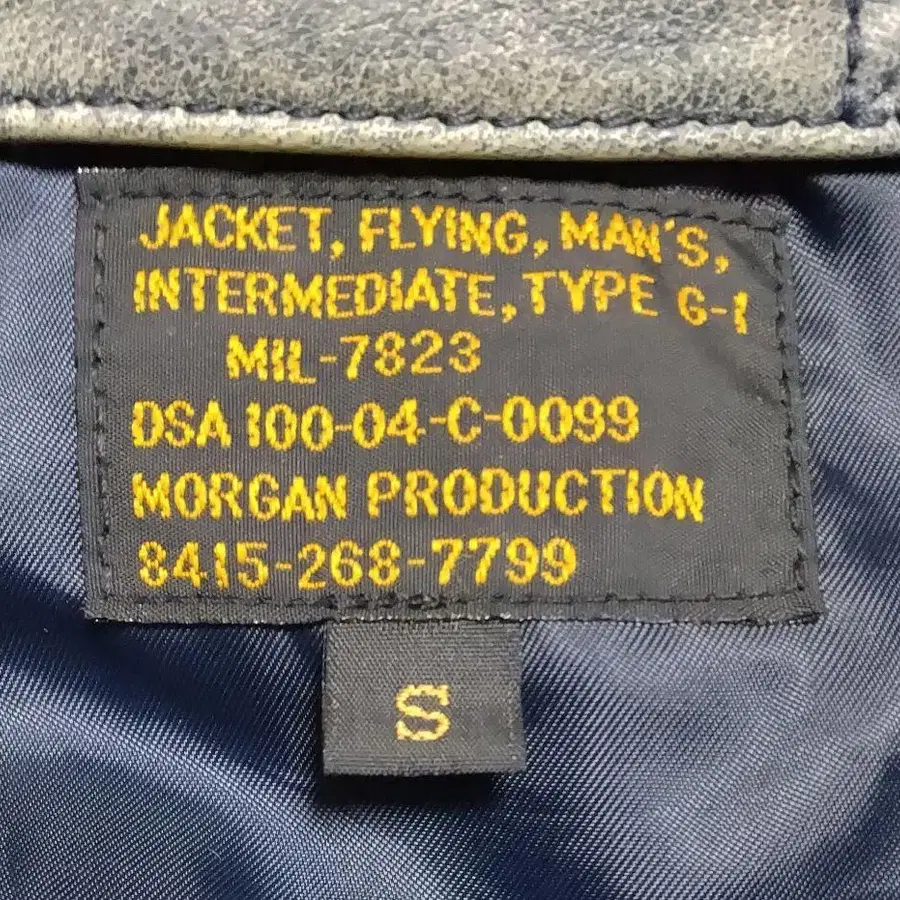 JACKET, FLYING, MAN'S,
INTERMEDIATE, TYPE G-1
MIL-7823
DSA 100-04-C-0099
MORGAN PRODUCTION
8415-268-7799
S